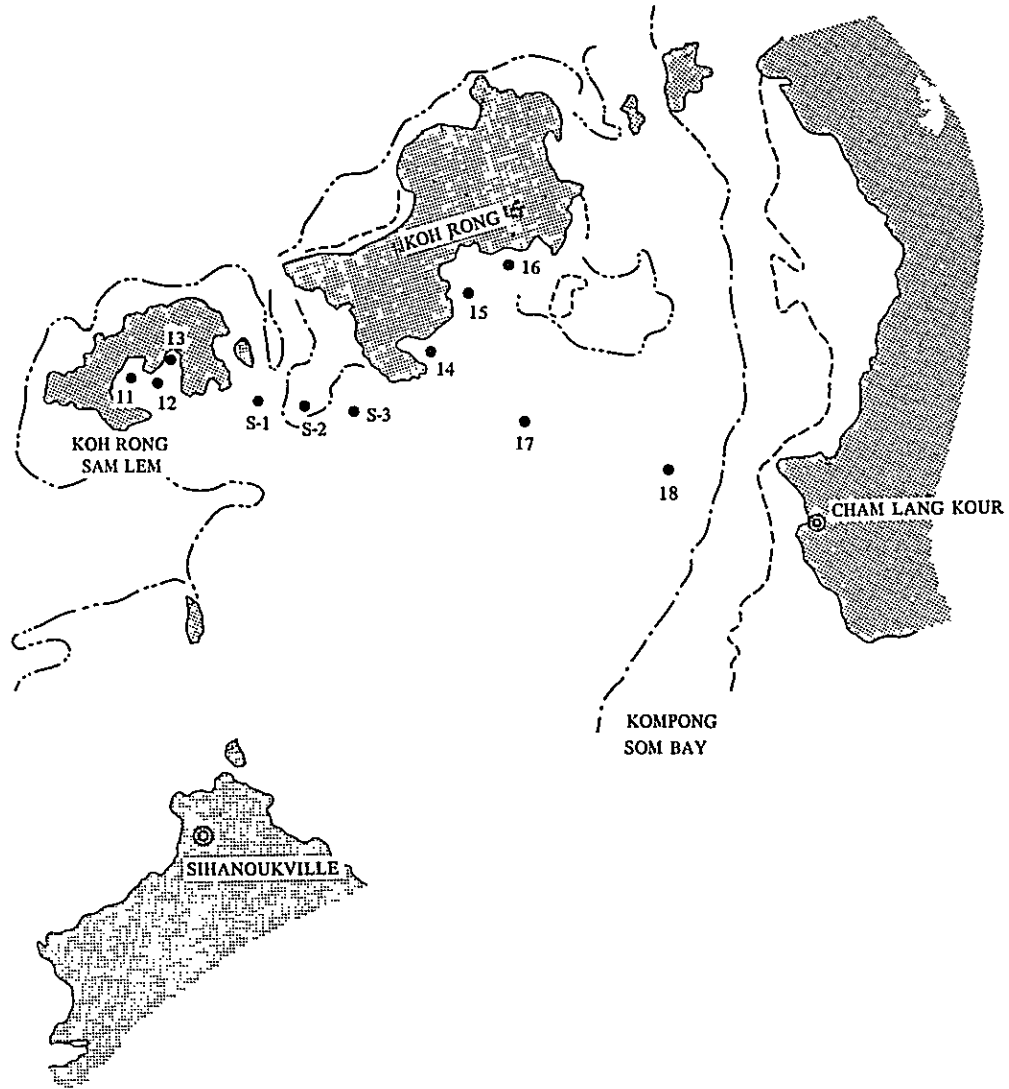 KOH RONG
16
15
13
14
11
12
S-1
S-2
S-3
17
KOH RONG
SAM LEM
18
CHAM LANG KOUR
KOMPONG
SOM BAY
SIHANOUKVILLE